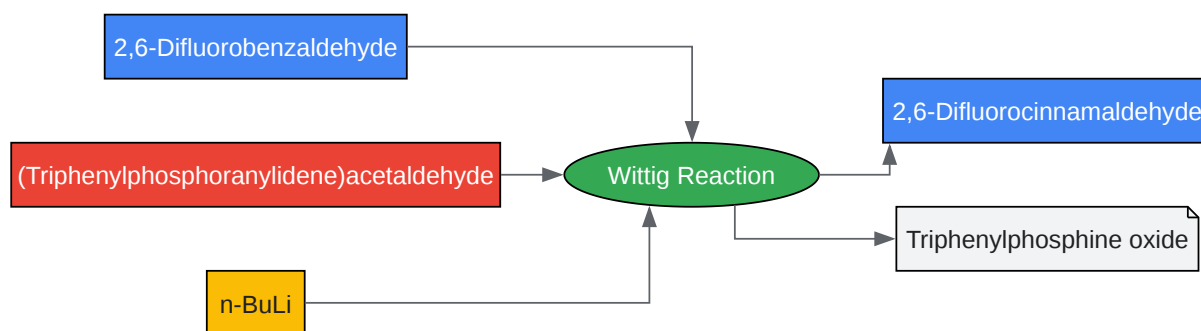 2,6-Difluorobenzaldehyde
2,6-Difluorocinnamaldehyde
(Triphenylphosphoranylidene)acetaldehyde
Wittig Reaction
Triphenylphosphine oxide
n-BuLi